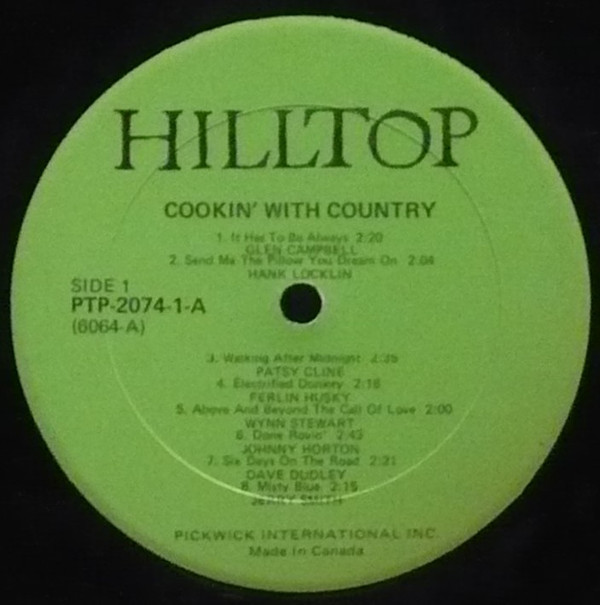 HILLTOP
COOKIN' WITH COUNTRY
1. It Has To Be Always 2:20
GLEN CAMPBELL
2. Send Me The Pillow You Dream On 2:04
HANK LOCKLIN
SIDE 1
PTP-2074-1-A
(6064-A)
3. Walking After Midnight 2:35
PATSY CLINE
4. Electrified Donkey 2:18
FERLIN HUSKY
5. Above And Beyond The Call Of Love 2:00
WYNN STEWART
6. Done Rovin' 2:43
JOHNNY HORTON
7. Six Days On The Road 2:21
DAVE DUDLEY
8. Misty Blue 2:15
JERRY SMITH
PICKWICK INTERNATIONAL INC.
Made in Canada